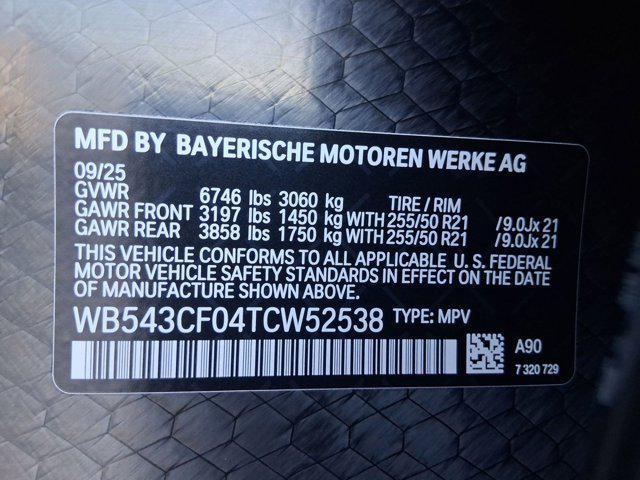 MFD BY BAYERISCHE MOTOREN WERKE AG
09/25
GVWR 6746 lbs 3060 kg TIRE / RIM
GAWR FRONT 3197 lbs 1450 kg WITH 255/50 R21 /9.0Jx 21
GAWR REAR 3858 lbs 1750 kg WITH 255/50 R21 /9.0Jx 21
THIS VEHICLE CONFORMS TO ALL APPLICABLE U. S. FEDERAL
MOTOR VEHICLE SAFETY STANDARDS IN EFFECT ON THE DATE
OF MANUFACTURE SHOWN ABOVE.
WB543CF04TCW52538 TYPE: MPV
A90
7 320 729